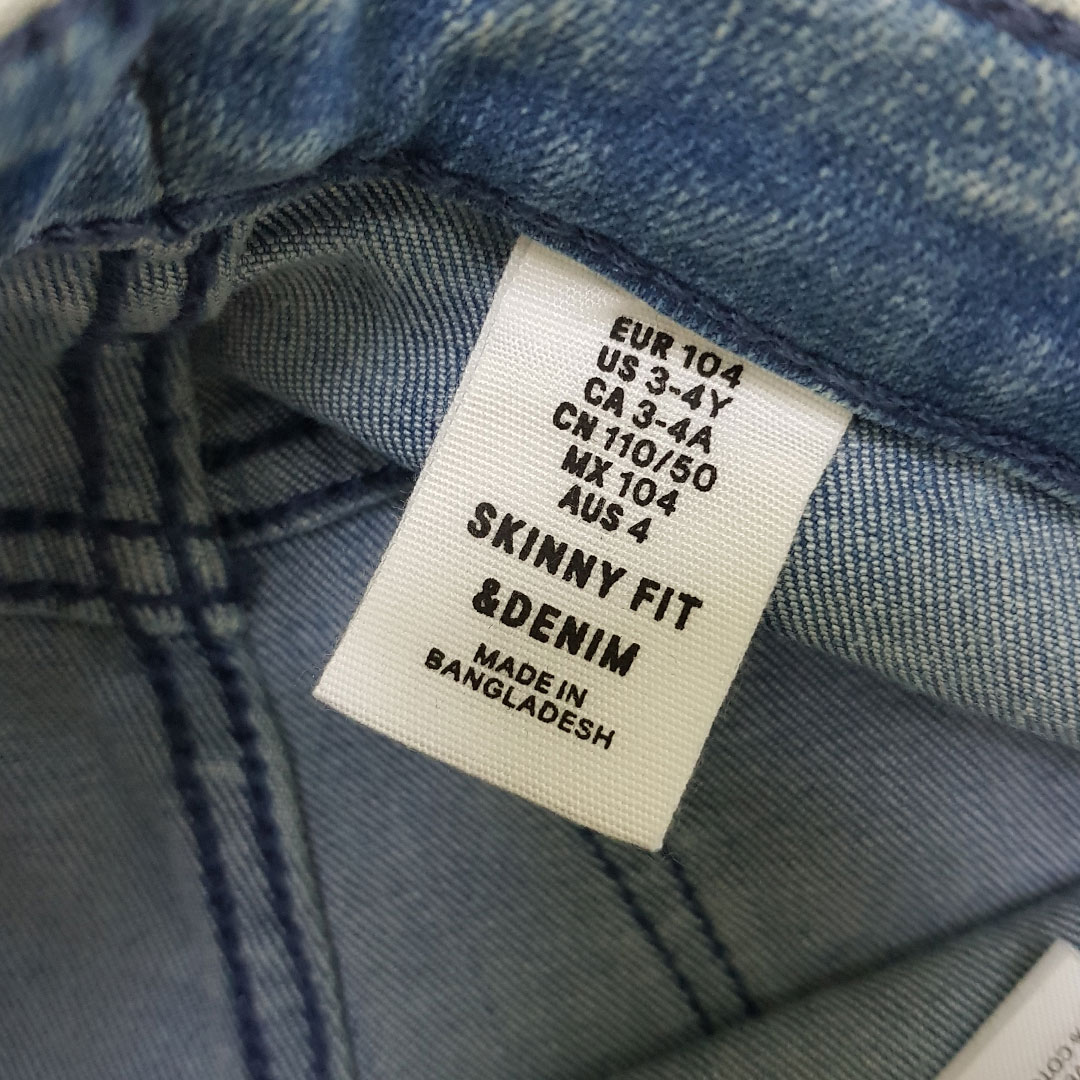 EUR 104
US 3-4Y
CA 3-4A
CN 110/50
MX 104
AUS 4
SKINNY FIT
&DENIM
MADE IN
BANGLADESH